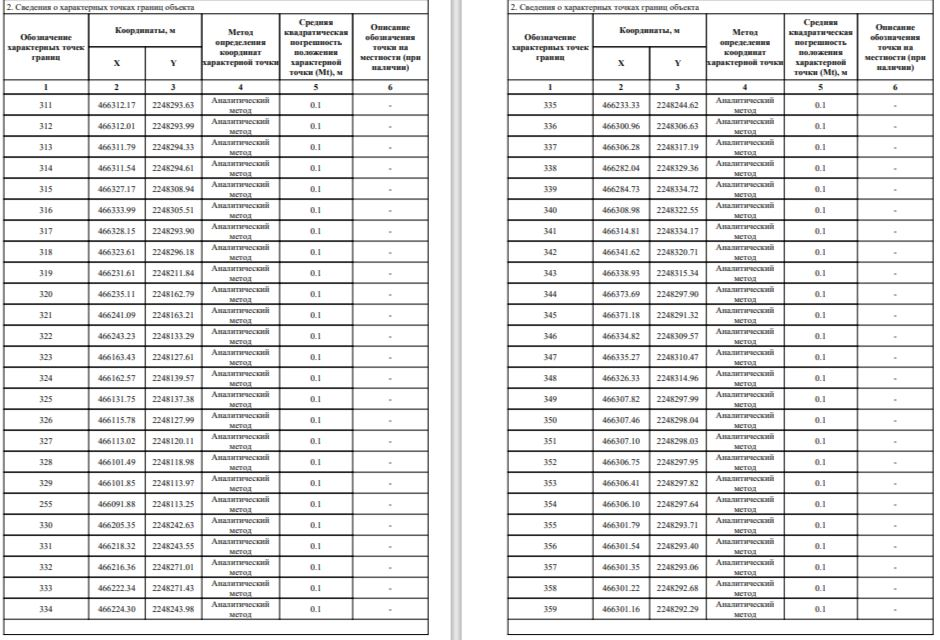 2. Сведения о характерных точках границ объекта
Обозначение характерных точек границ | Координаты, м | Метод определения координат характерной точки | Средняя квадратическая погрешность положения характерной точки (Mt), м | Описание обозначения точки на местности (при наличии)
X | Y
1 | 2 | 3 | 4 | 5 | 6
311 | 466312.17 | 2248293.63 | Аналитический метод | 0.1 | -
312 | 466312.01 | 2248293.99 | Аналитический метод | 0.1 | -
313 | 466311.79 | 2248294.33 | Аналитический метод | 0.1 | -
314 | 466311.54 | 2248294.61 | Аналитический метод | 0.1 | -
315 | 466327.17 | 2248308.94 | Аналитический метод | 0.1 | -
316 | 466333.99 | 2248305.51 | Аналитический метод | 0.1 | -
317 | 466328.15 | 2248293.90 | Аналитический метод | 0.1 | -
318 | 466323.61 | 2248296.18 | Аналитический метод | 0.1 | -
319 | 466231.61 | 2248211.84 | Аналитический метод | 0.1 | -
320 | 466235.11 | 2248162.79 | Аналитический метод | 0.1 | -
321 | 466241.09 | 2248163.21 | Аналитический метод | 0.1 | -
322 | 466243.23 | 2248133.29 | Аналитический метод | 0.1 | -
323 | 466163.43 | 2248127.61 | Аналитический метод | 0.1 | -
324 | 466162.57 | 2248139.57 | Аналитический метод | 0.1 | -
325 | 466131.75 | 2248137.38 | Аналитический метод | 0.1 | -
326 | 466115.78 | 2248127.99 | Аналитический метод | 0.1 | -
327 | 466113.02 | 2248120.11 | Аналитический метод | 0.1 | -
328 | 466101.49 | 2248118.98 | Аналитический метод | 0.1 | -
329 | 466101.85 | 2248113.97 | Аналитический метод | 0.1 | -
255 | 466091.88 | 2248113.25 | Аналитический метод | 0.1 | -
330 | 466205.35 | 2248242.63 | Аналитический метод | 0.1 | -
331 | 466218.32 | 2248243.55 | Аналитический метод | 0.1 | -
332 | 466216.36 | 2248271.01 | Аналитический метод | 0.1 | -
333 | 466222.34 | 2248271.43 | Аналитический метод | 0.1 | -
334 | 466224.30 | 2248243.98 | Аналитический метод | 0.1 | -
2. Сведения о характерных точках границ объекта
Обозначение характерных точек границ | Координаты, м | Метод определения координат характерной точки | Средняя квадратическая погрешность положения характерной точки (Mt), м | Описание обозначения точки на местности (при наличии)
X | Y
1 | 2 | 3 | 4 | 5 | 6
335 | 466233.33 | 2248244.62 | Аналитический метод | 0.1 | -
336 | 466300.96 | 2248306.63 | Аналитический метод | 0.1 | -
337 | 466306.28 | 2248317.19 | Аналитический метод | 0.1 | -
338 | 466282.04 | 2248329.36 | Аналитический метод | 0.1 | -
339 | 466284.73 | 2248334.72 | Аналитический метод | 0.1 | -
340 | 466308.98 | 2248322.55 | Аналитический метод | 0.1 | -
341 | 466314.81 | 2248334.17 | Аналитический метод | 0.1 | -
342 | 466341.62 | 2248320.71 | Аналитический метод | 0.1 | -
343 | 466338.93 | 2248315.34 | Аналитический метод | 0.1 | -
344 | 466373.69 | 2248297.90 | Аналитический метод | 0.1 | -
345 | 466371.18 | 2248291.32 | Аналитический метод | 0.1 | -
346 | 466334.82 | 2248309.57 | Аналитический метод | 0.1 | -
347 | 466335.27 | 2248310.47 | Аналитический метод | 0.1 | -
348 | 466326.33 | 2248314.96 | Аналитический метод | 0.1 | -
349 | 466307.82 | 2248297.99 | Аналитический метод | 0.1 | -
350 | 466307.46 | 2248298.04 | Аналитический метод | 0.1 | -
351 | 466307.10 | 2248298.03 | Аналитический метод | 0.1 | -
352 | 466306.75 | 2248297.95 | Аналитический метод | 0.1 | -
353 | 466306.41 | 2248297.82 | Аналитический метод | 0.1 | -
354 | 466306.10 | 2248297.64 | Аналитический метод | 0.1 | -
355 | 466301.79 | 2248293.71 | Аналитический метод | 0.1 | -
356 | 466301.54 | 2248293.40 | Аналитический метод | 0.1 | -
357 | 466301.35 | 2248293.06 | Аналитический метод | 0.1 | -
358 | 466301.22 | 2248292.68 | Аналитический метод | 0.1 | -
359 | 466301.16 | 2248292.29 | Аналитический метод | 0.1 | -